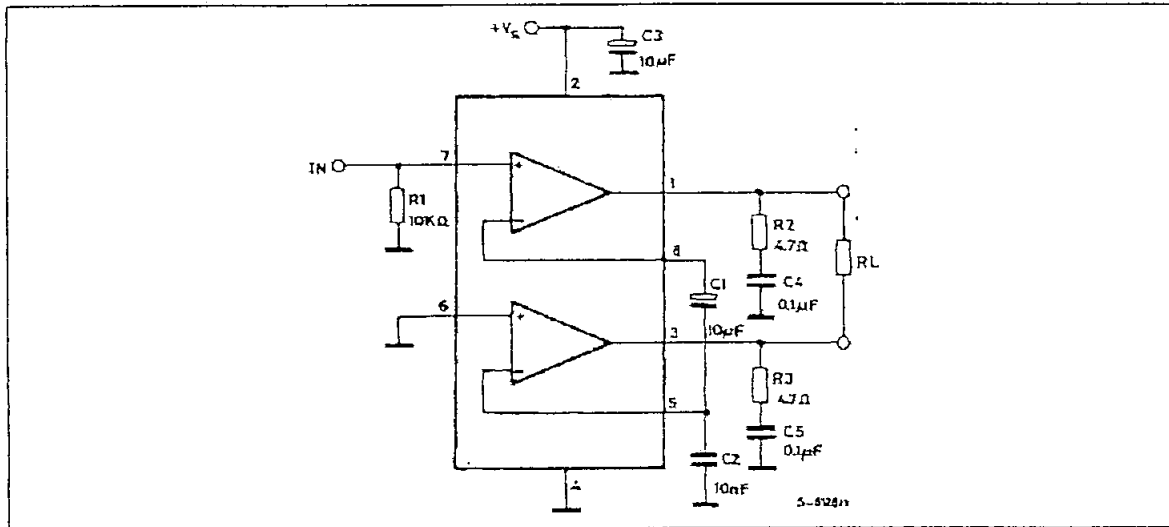 +Vs
C3
10µF
2
IN
7
+
R1
10KΩ
−
1
R2
4.7Ω
RL
8
C1
C4
0.1µF
6
+
10µF
3
−
R3
4.7Ω
5
C5
0.1µF
C2
10nF
4